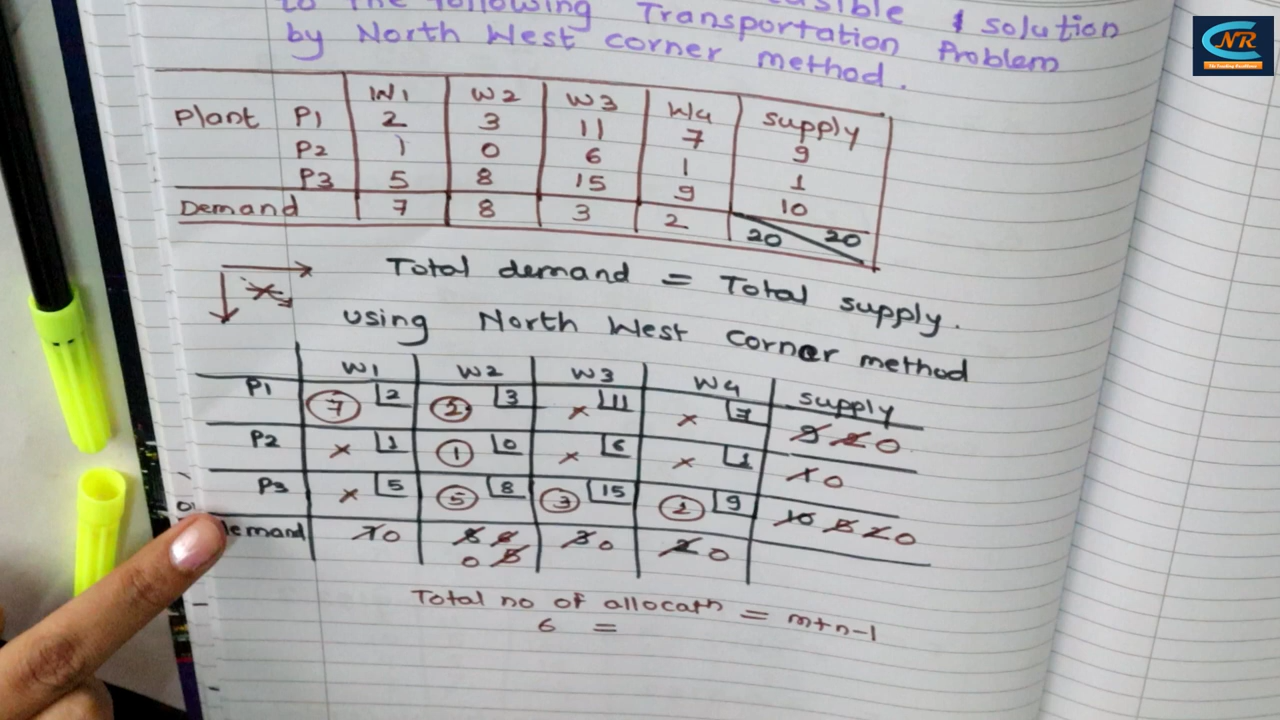 to the following Transportation Problem
solution
by North West corner method.
W1 W2 W3 W4 supply
Plant P1 2 3 11 7 9
P2 1 0 6 1 1
P3 5 8 15 9 10
Demand 7 8 3 2 20 20
Total demand = Total supply.
using North West corner method
W1 W2 W3 W4 supply
P1 7 2 2 3 x 11 x 7 9 2 0
P2 x 1 1 0 x 6 x 1 1 0
P3 x 5 5 8 3 15 2 9 10 5 2 0
Demand 7 0 8 6 3 0 2 0
0 5
Total no of allocatn = m+n-1
6 =
NR